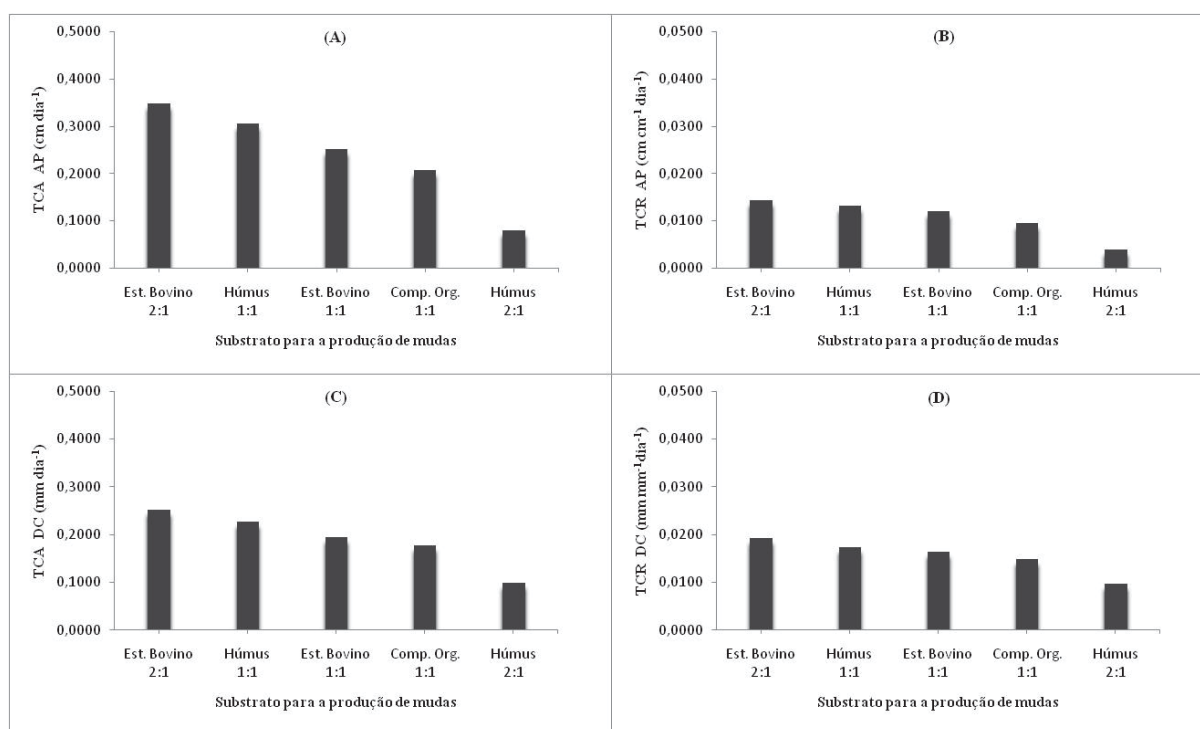 (A)
TCA AP (cm dia-1)
0,5000
0,4000
0,3000
0,2000
0,1000
0,0000
Est. Bovino Húmus Est. Bovino Comp. Org. Húmus
2:1 1:1 1:1 1:1 2:1
Substrato para a produção de mudas
(B)
TCR AP (cm cm-1 dia-1)
0,0500
0,0400
0,0300
0,0200
0,0100
0,0000
Est. Bovino Húmus Est. Bovino Comp. Org. Húmus
2:1 1:1 1:1 1:1 2:1
Substrato para a produção de mudas
(C)
TCA DC (mm dia-1)
0,5000
0,4000
0,3000
0,2000
0,1000
0,0000
Est. Bovino Húmus Est. Bovino Comp. Org. Húmus
2:1 1:1 1:1 1:1 2:1
Substrato para a produção de mudas
(D)
TCR DC (mm mm-1 dia-1)
0,0500
0,0400
0,0300
0,0200
0,0100
0,0000
Est. Bovino Húmus Est. Bovino Comp. Org. Húmus
2:1 1:1 1:1 1:1 2:1
Substrato para a produção de mudas